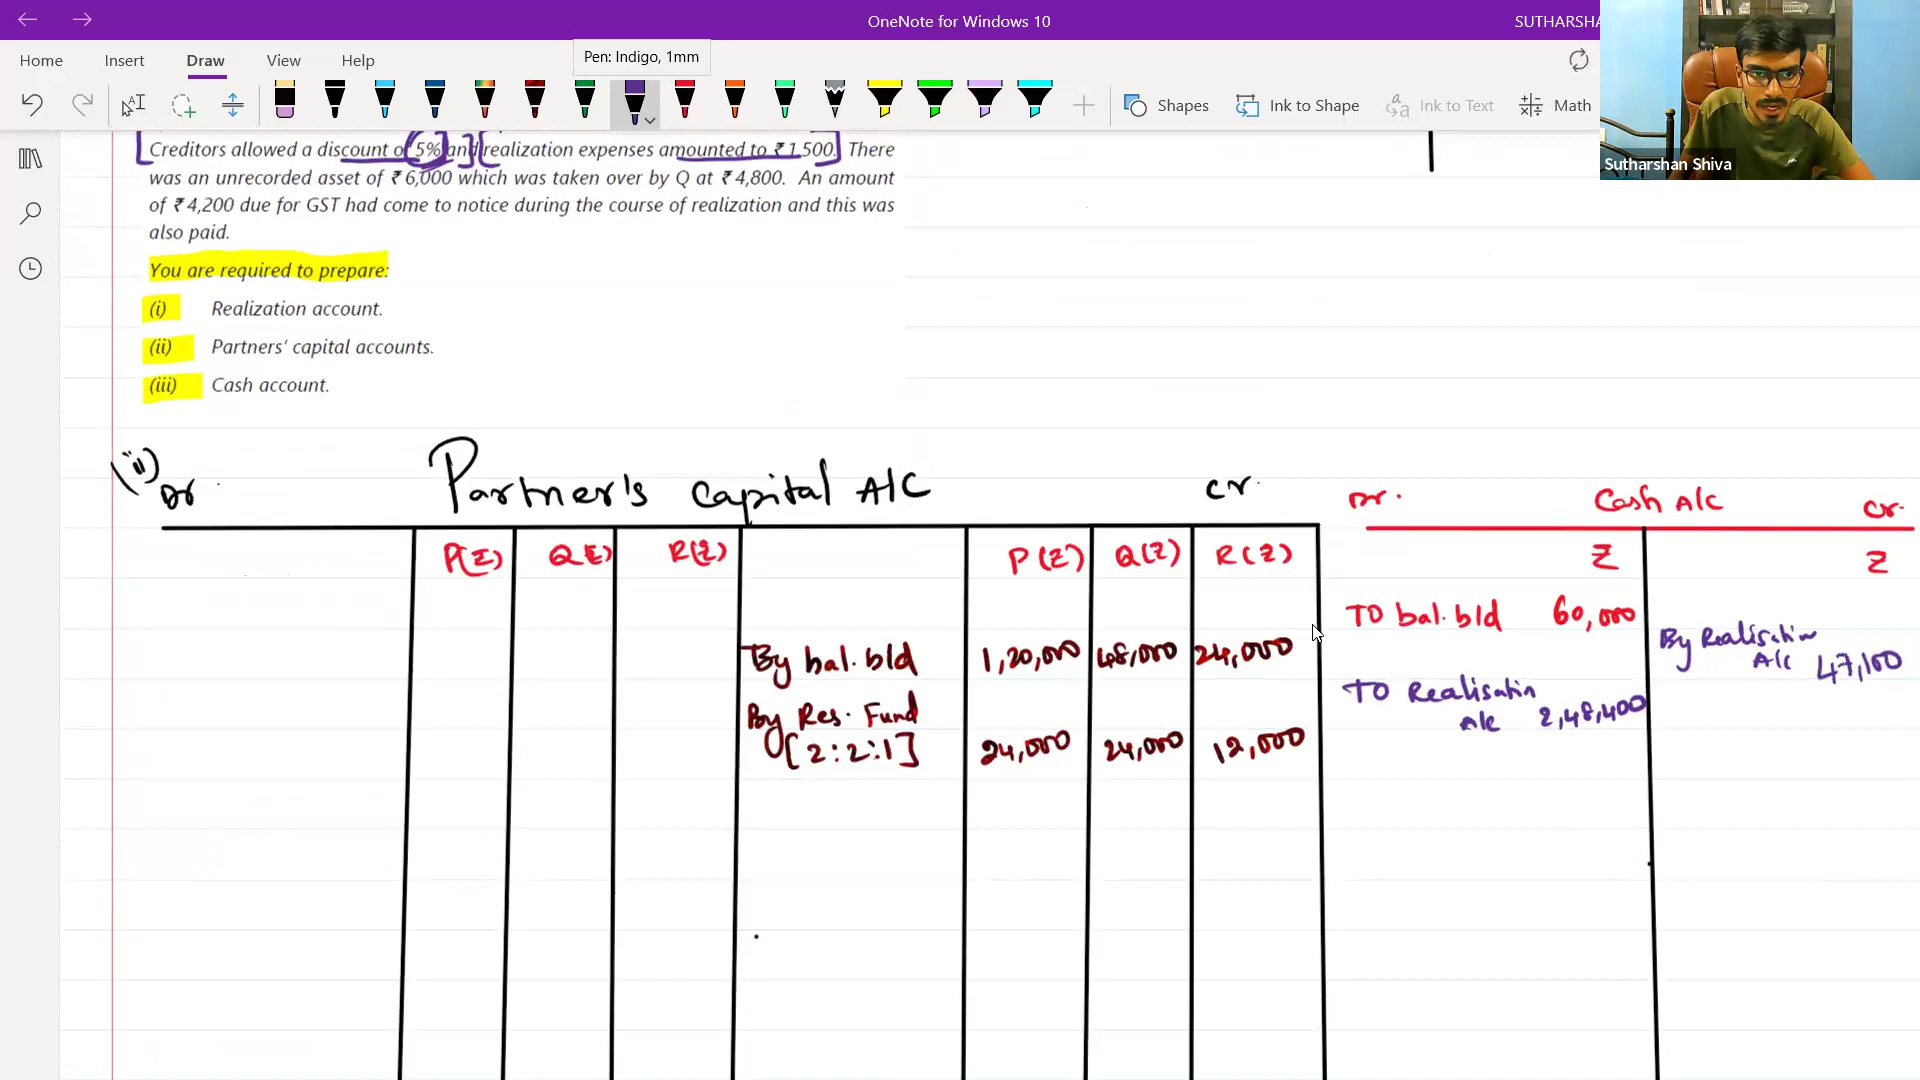 OneNote for Windows 10
SUTHARSHA
Home Insert Draw View Help
Pen: Indigo, 1mm
Shapes Ink to Shape Ink to Text Math
Sutharshan Shiva
Creditors allowed a discount of 5% and realization expenses amounted to ₹ 1,500. There
was an unrecorded asset of ₹ 6,000 which was taken over by Q at ₹ 4,800. An amount
of ₹ 4,200 due for GST had come to notice during the course of realization and this was
also paid.
You are required to prepare:
(i) Realization account.
(ii) Partners' capital accounts.
(iii) Cash account.
(ii) Dr Partner's capital A/C cr.
P(₹) Q(₹) R(₹) P(₹) Q(₹) R(₹)
By bal. b/d 1,20,000 48,000 24,000
By Res. Fund
[2:2:1] 24,000 24,000 12,000
Dr. Cash A/C cr.
₹ ₹
TO bal. b/d 60,000
By Realisation
A/c 47,100
TO Realisation
A/c 2,48,400